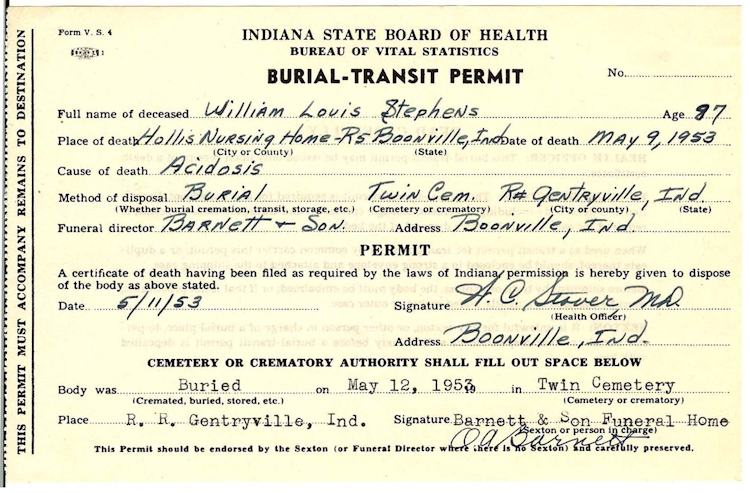 Form V. S. 4
INDIANA STATE BOARD OF HEALTH
BUREAU OF VITAL STATISTICS
BURIAL-TRANSIT PERMIT
No.
Full name of deceased William Louis Stephens Age 87
Place of death Hollis Nursing Home-R5 Boonville, Ind Date of death May 9, 1953
(City or County) (State)
Cause of death Acidosis
Method of disposal Burial Twin Cem. R# Gentryville, Ind.
(Whether burial cremation, transit, storage, etc.) (Cemetery or crematory) (City or county) (State)
Funeral director Barnett & Son. Address Boonville, Ind.
PERMIT
A certificate of death having been filed as required by the laws of Indiana, permission is hereby given to dispose
of the body as above stated.
Date 5/11/53 Signature H. C. Stover, M.D.
(Health Officer)
Address Boonville, Ind.
CEMETERY OR CREMATORY AUTHORITY SHALL FILL OUT SPACE BELOW
Body was Buried on May 12, 1953, in Twin Cemetery
(Cremated, buried, stored, etc.) (Cemetery or crematory)
Place R. R. Gentryville, Ind. Signature Barnett & Son Funeral Home
(Sexton or person in charge)
O A Barnett
This Permit should be endorsed by the Sexton (or Funeral Director where there is no Sexton) and carefully preserved.
THIS PERMIT MUST ACCOMPANY REMAINS TO DESTINATION